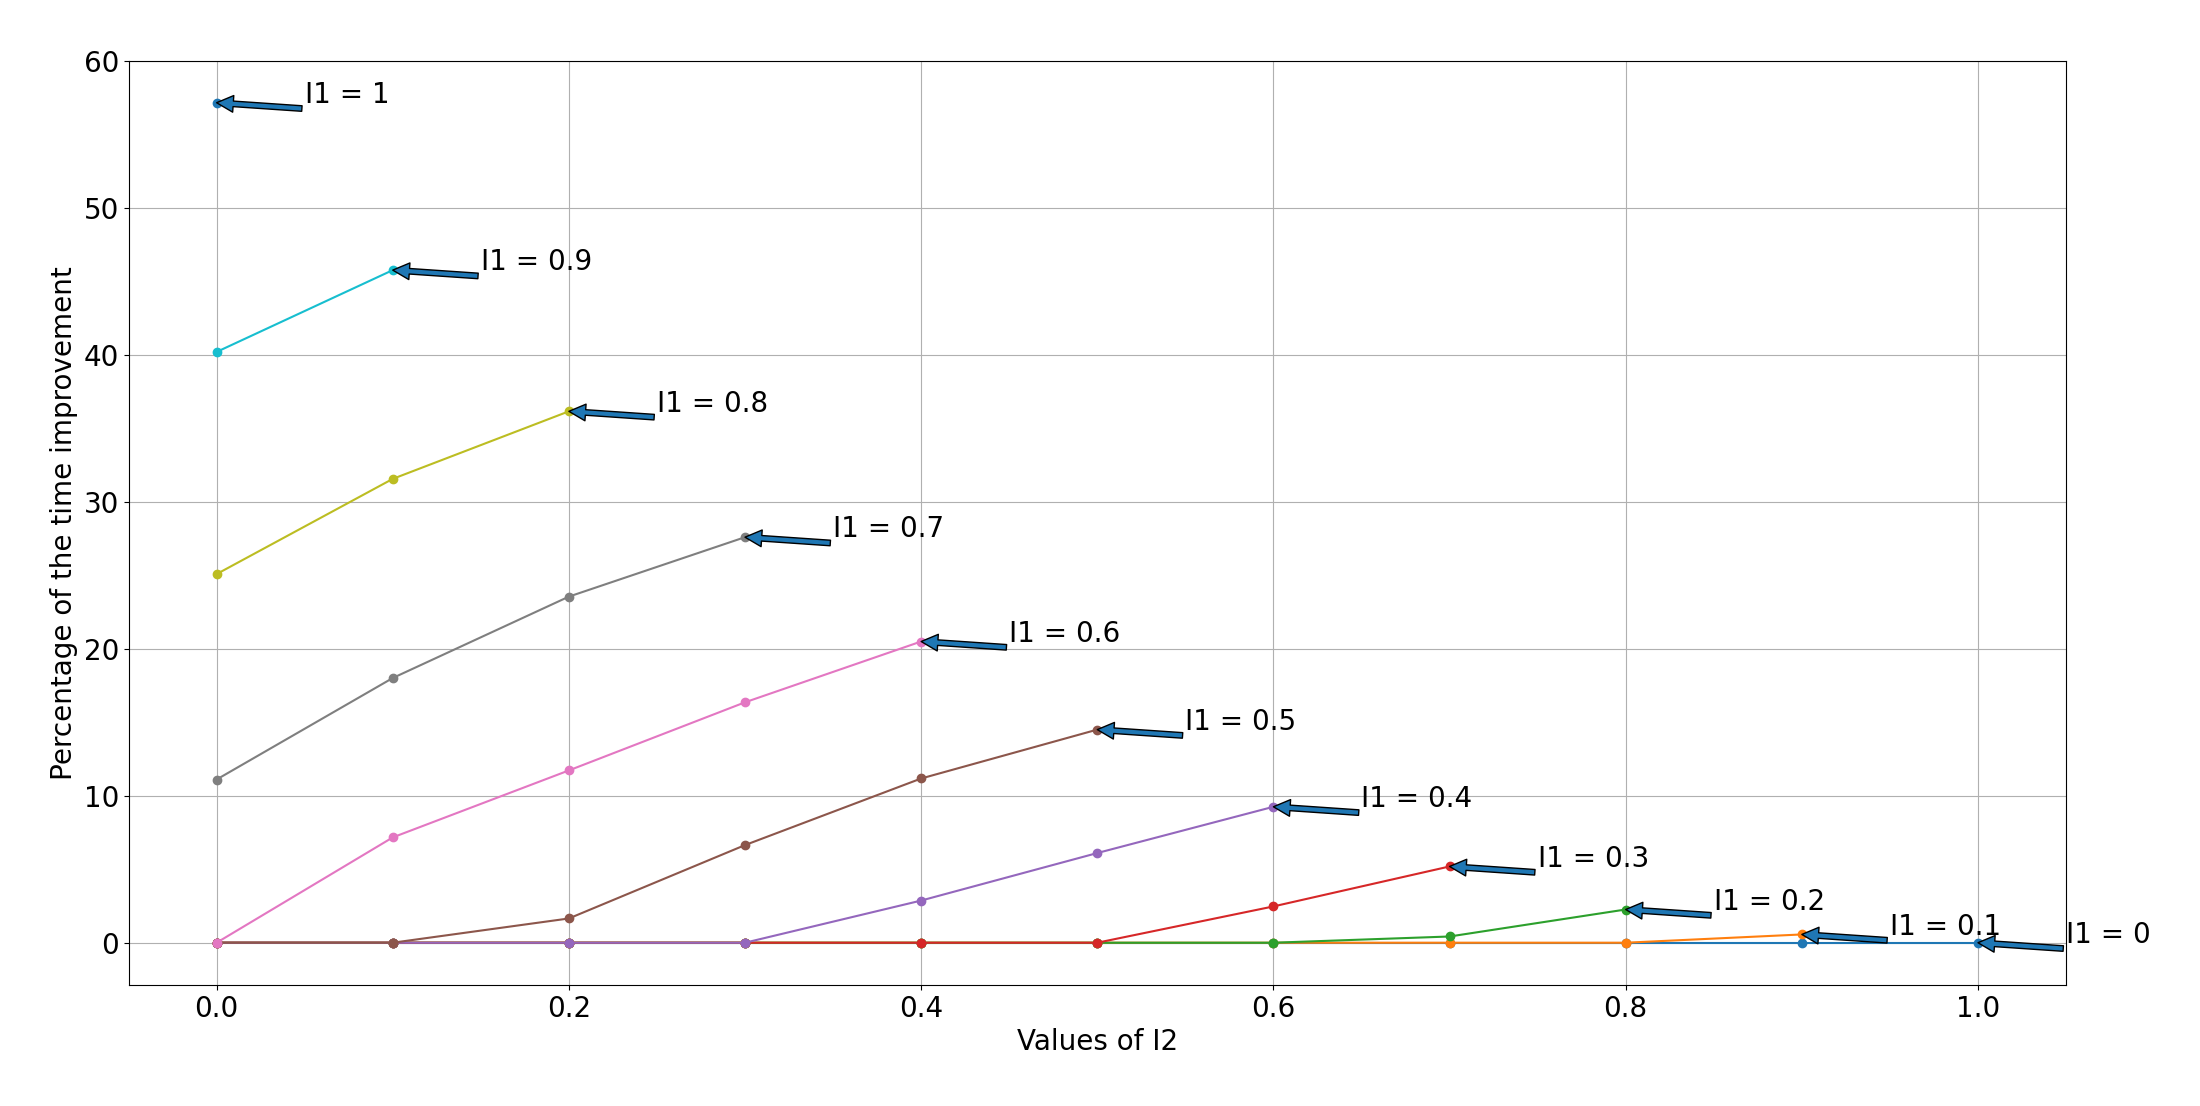 60
I1 = 1
50
I1 = 0.9
40
I1 = 0.8
30
I1 = 0.7
20
I1 = 0.6
I1 = 0.5
10
I1 = 0.4
I1 = 0.3
I1 = 0.2
I1 = 0.1
I1 = 0
0
Percentage of the time improvement
0.0 0.2 0.4 0.6 0.8 1.0
Values of I2